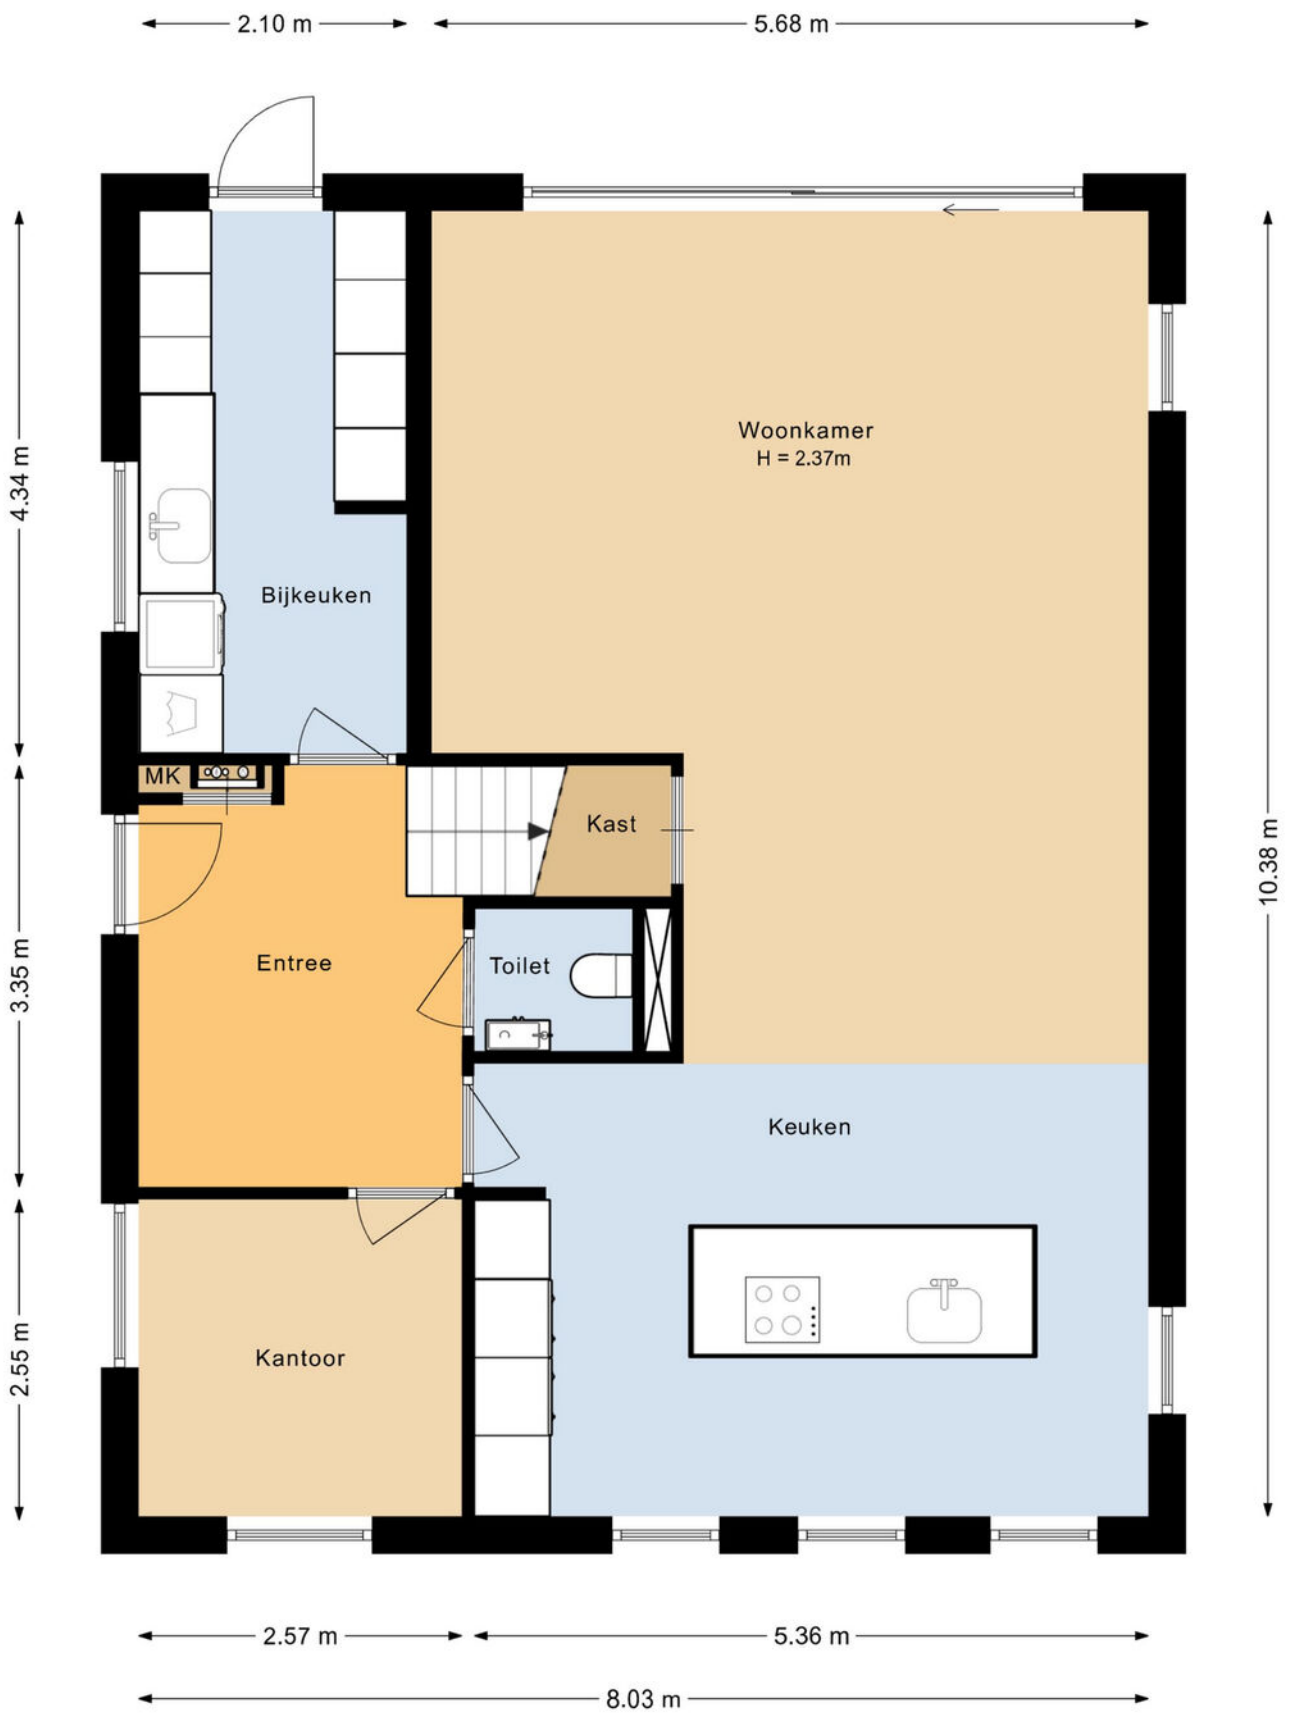 2.10 m
5.68 m
Woonkamer
H = 2.37m
4.34 m
Bijkeuken
MK
Kast
10.38 m
3.35 m
Entree
Toilet
Keuken
2.55 m
Kantoor
2.57 m
5.36 m
8.03 m